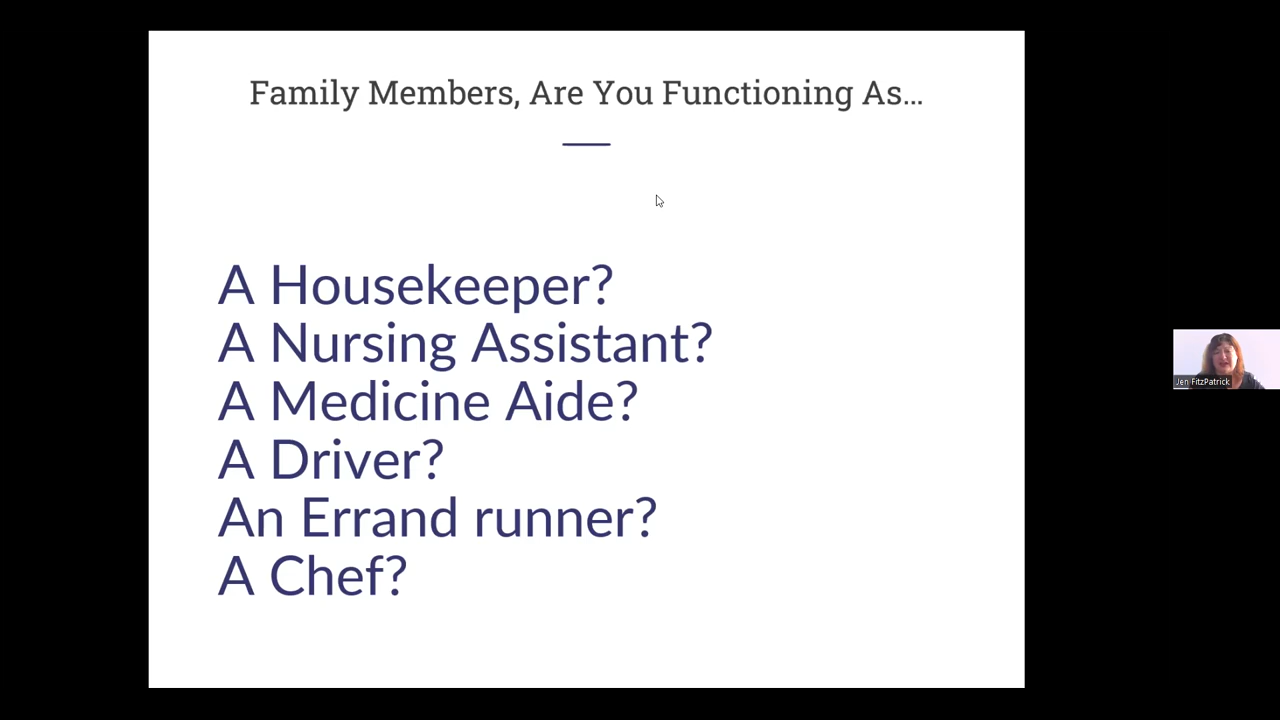 Family Members, Are You Functioning As...
A Housekeeper?
A Nursing Assistant?
A Medicine Aide?
A Driver?
An Errand runner?
A Chef?
Jen FitzPatrick